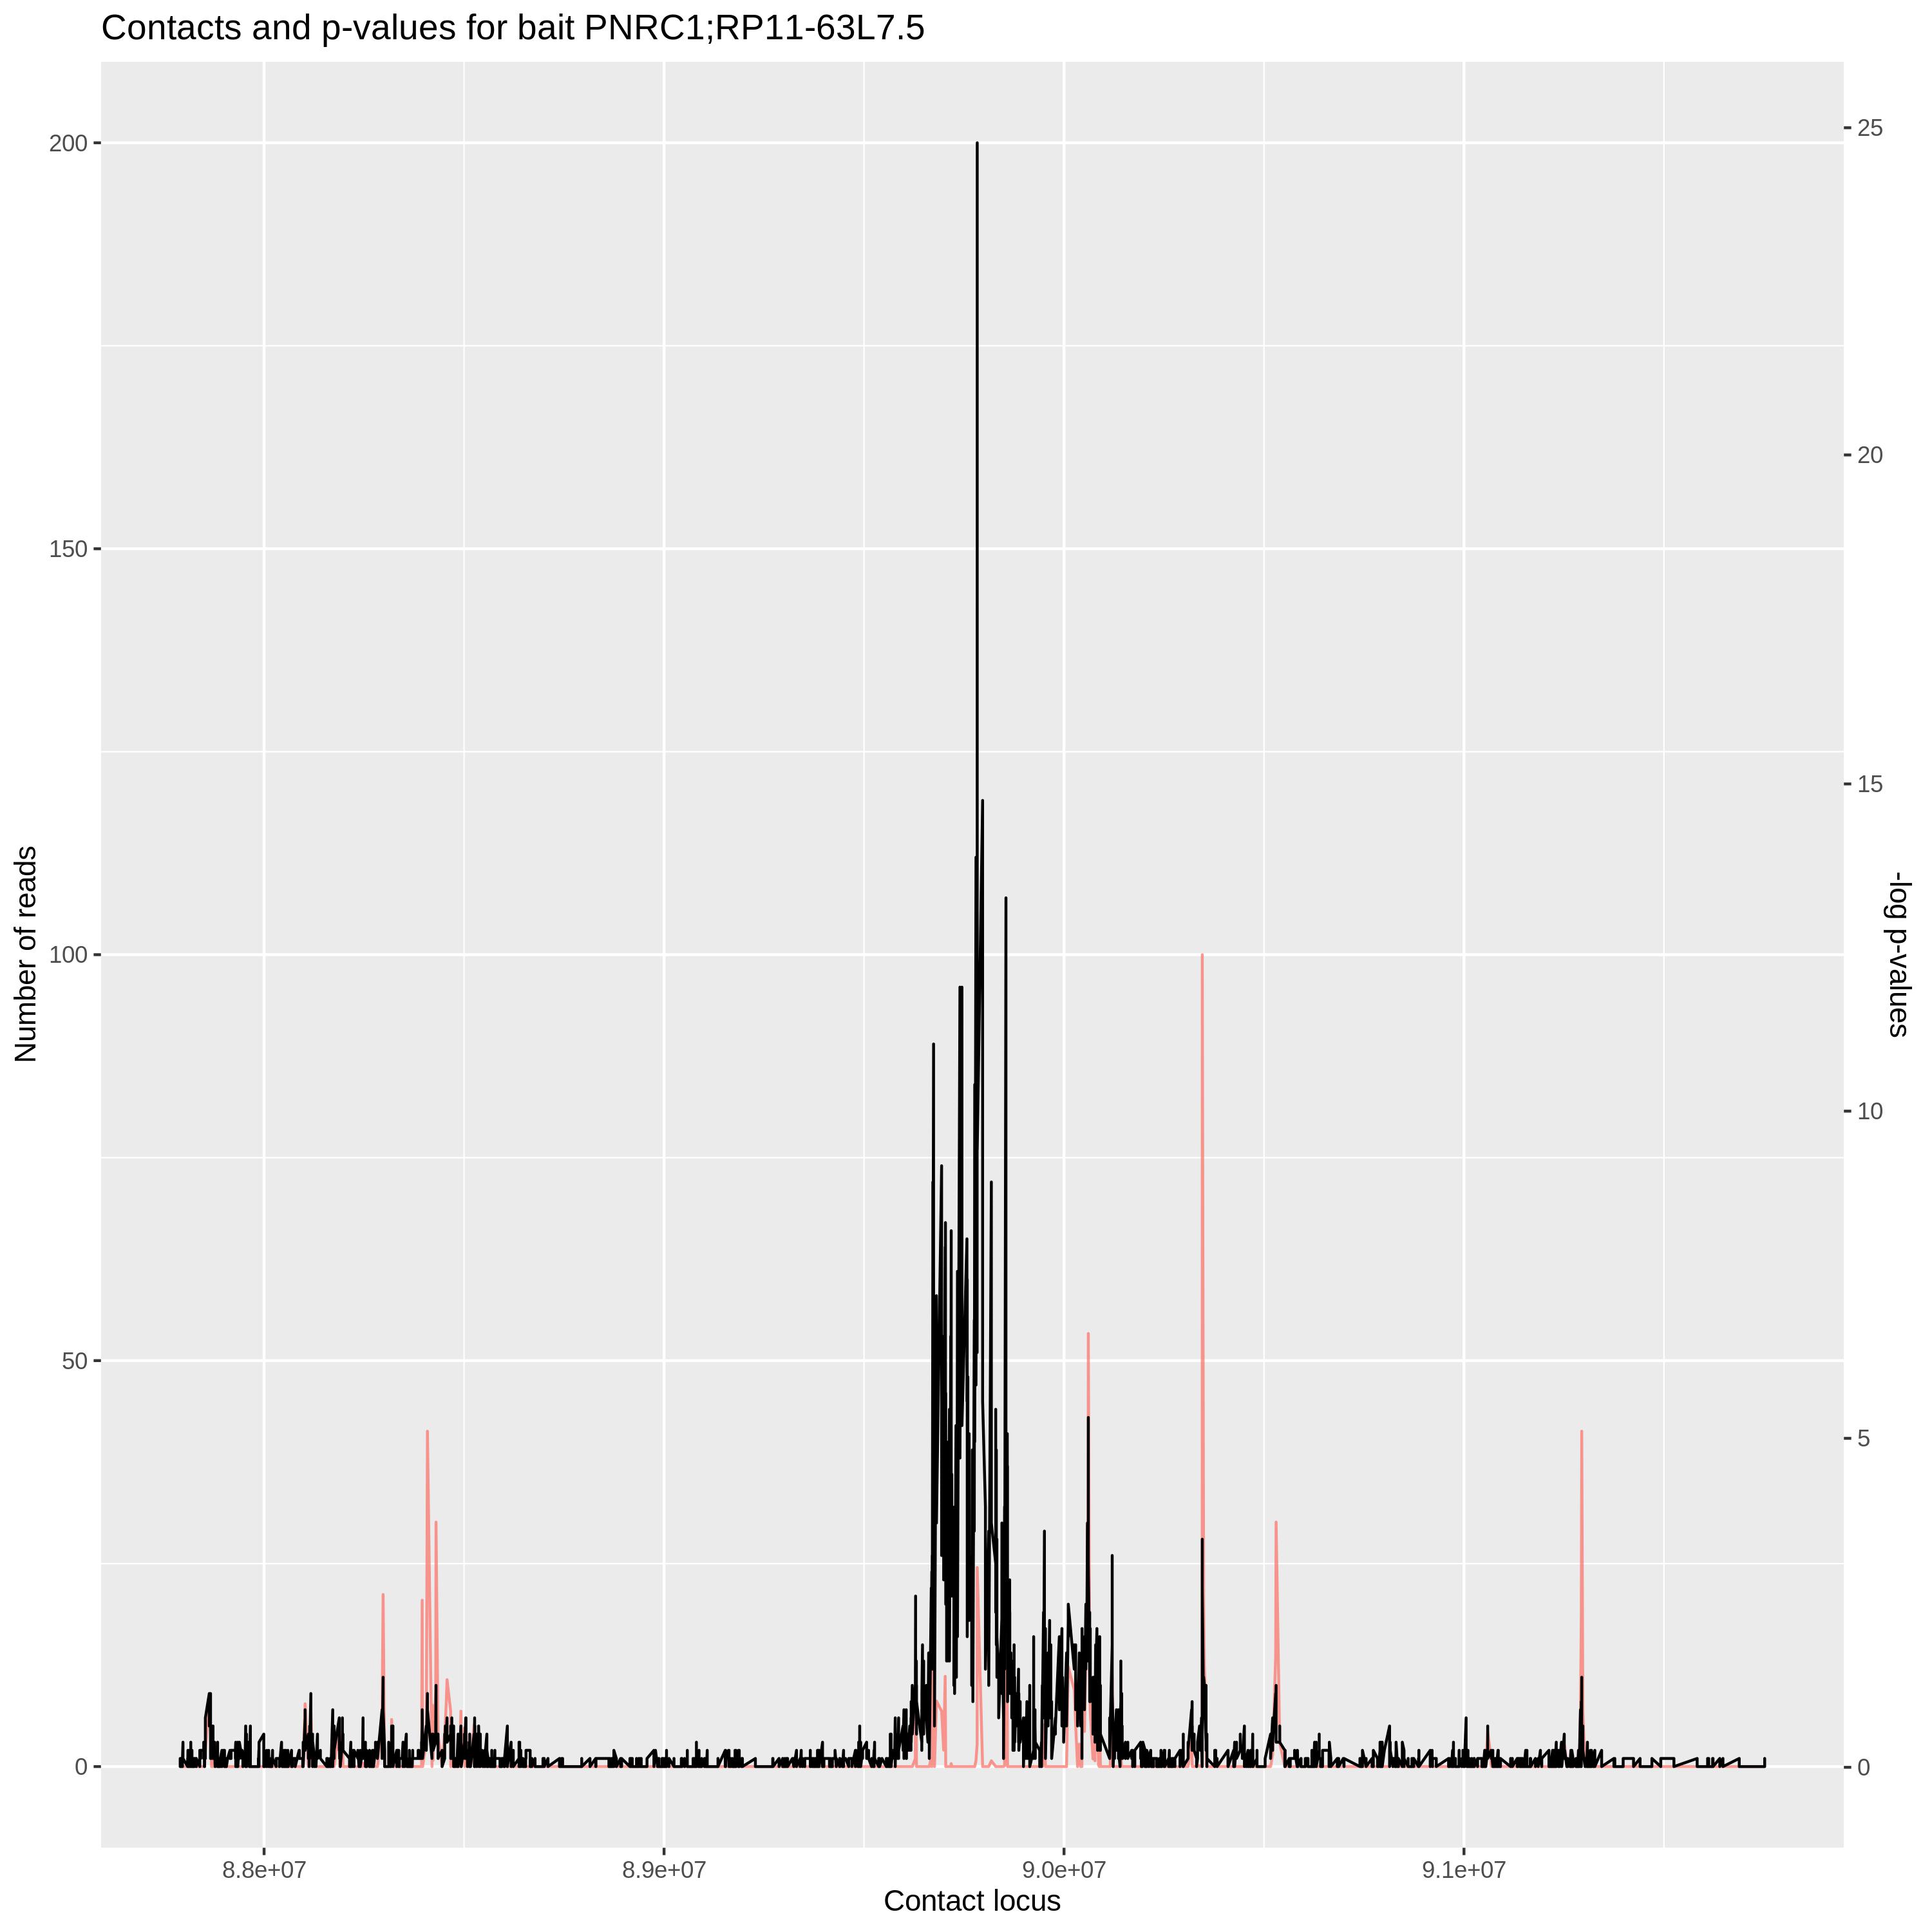 Contacts and p-values for bait PNRC1;RP11-63L7.5
200
150
100
50
0
Number of reads
25
20
15
10
5
0
-log p-values
8.8e+07
8.9e+07
9.0e+07
9.1e+07
Contact locus